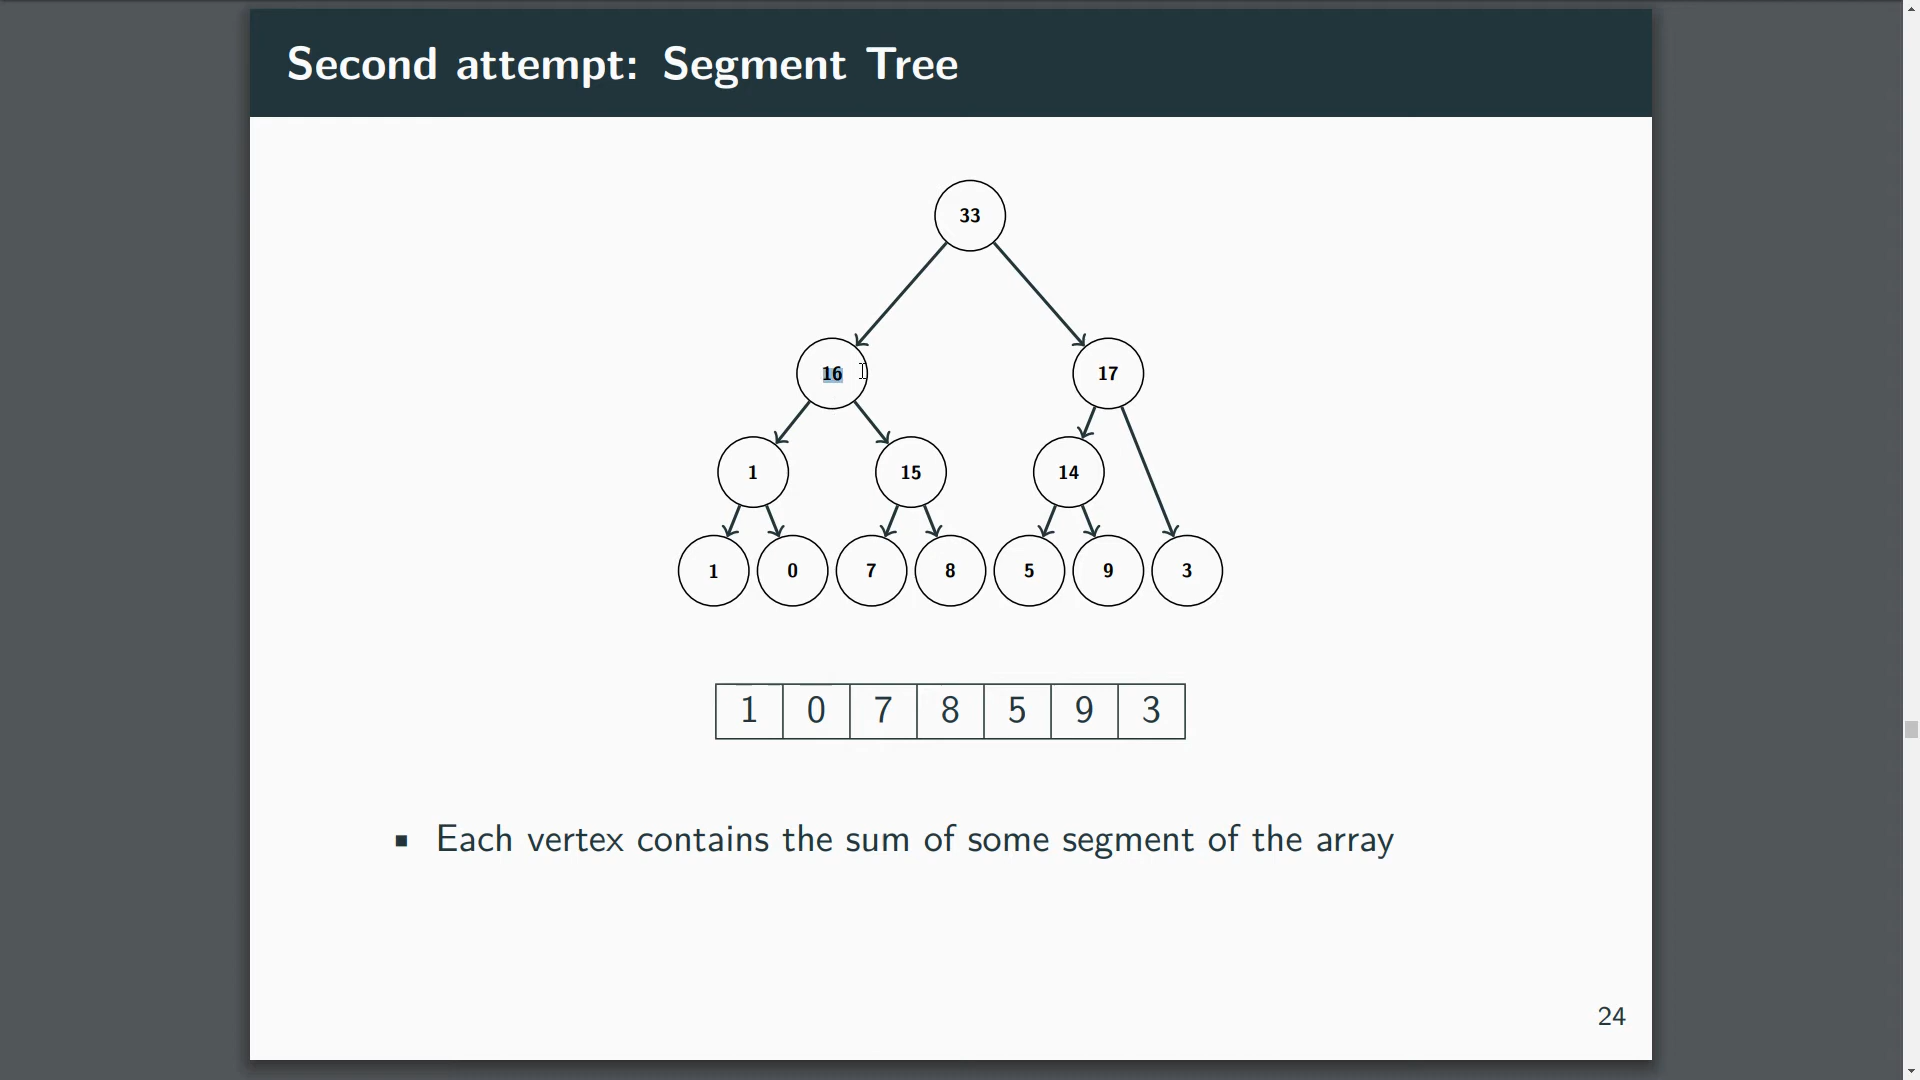 Second attempt: Segment Tree
33
16 17
1 15 14
1 0 7 8 5 9 3
1 0 7 8 5 9 3
▪ Each vertex contains the sum of some segment of the array
24